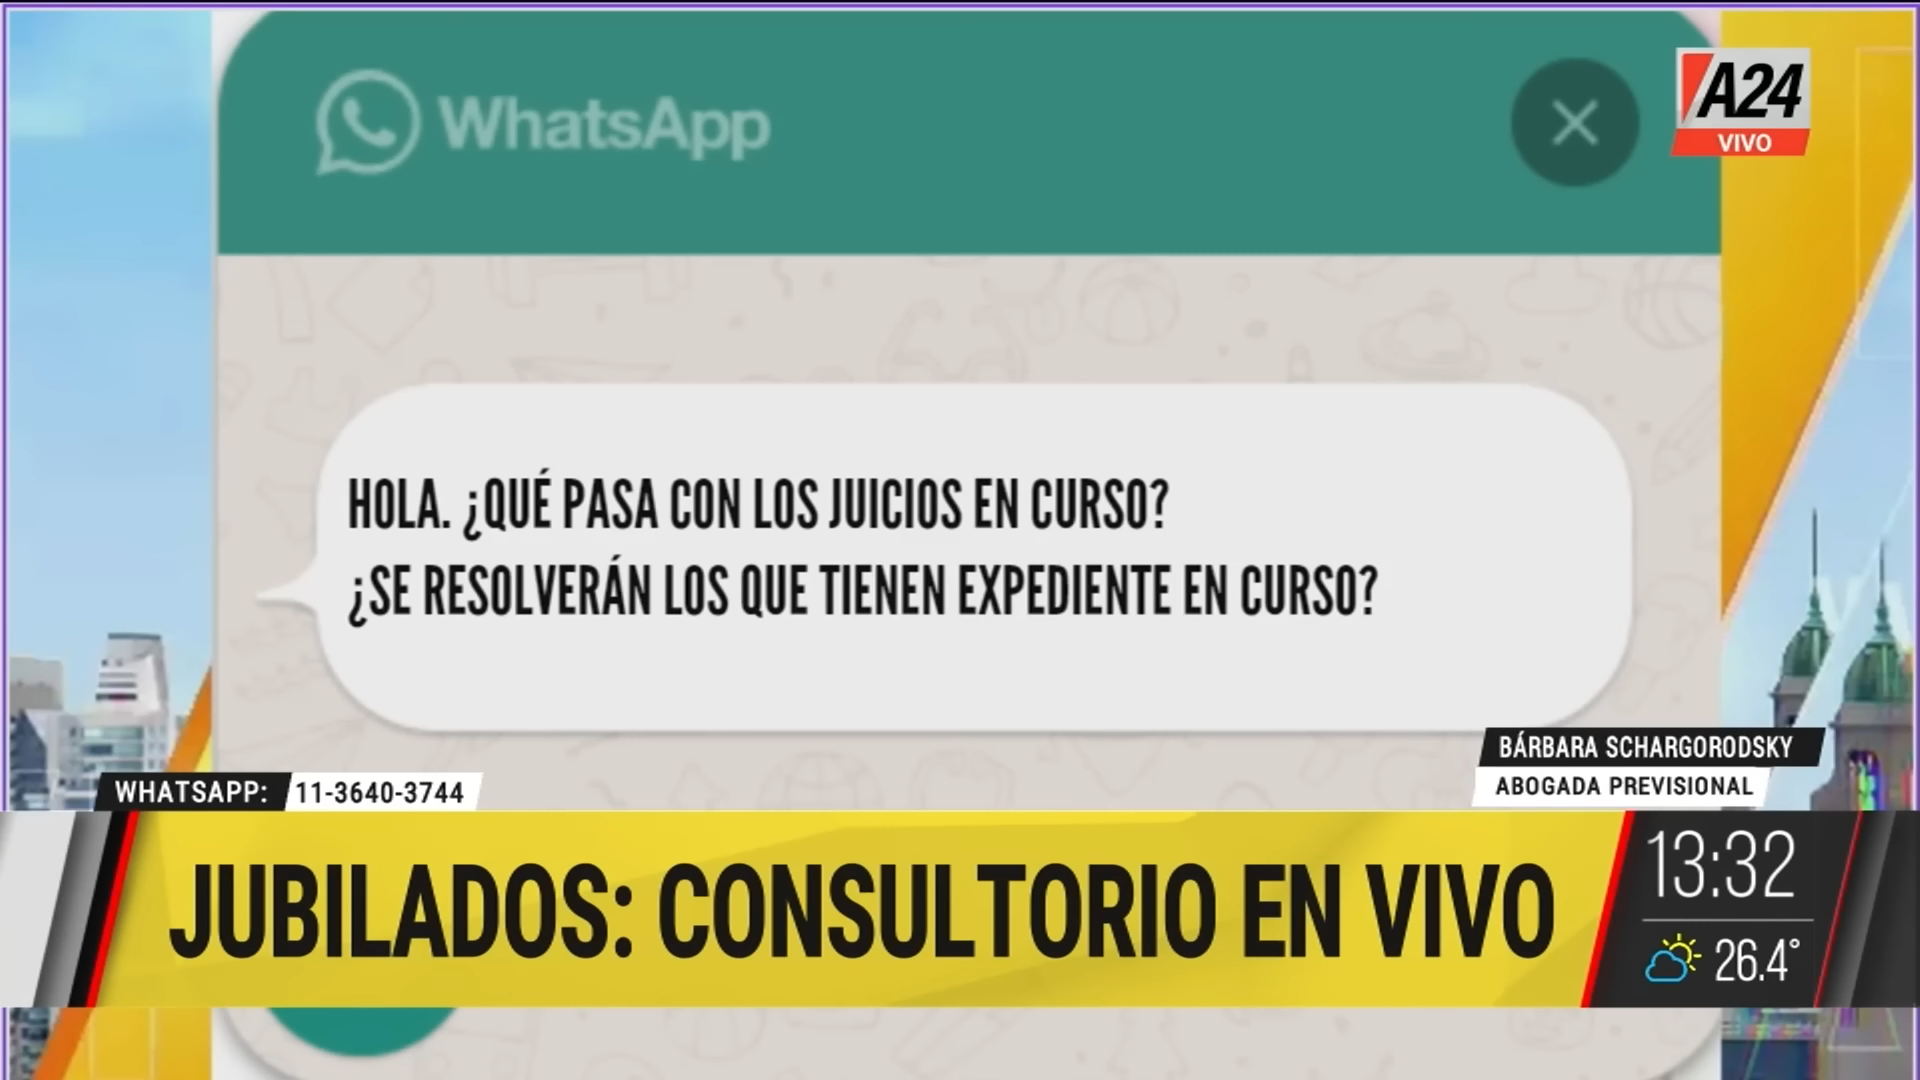 WhatsApp
A24
VIVO
HOLA. ¿QUÉ PASA CON LOS JUICIOS EN CURSO?
¿SE RESOLVERÁN LOS QUE TIENEN EXPEDIENTE EN CURSO?
BÁRBARA SCHARGORODSKY
ABOGADA PREVISIONAL
WHATSAPP: 11-3640-3744
JUBILADOS: CONSULTORIO EN VIVO
13:32
26.4°